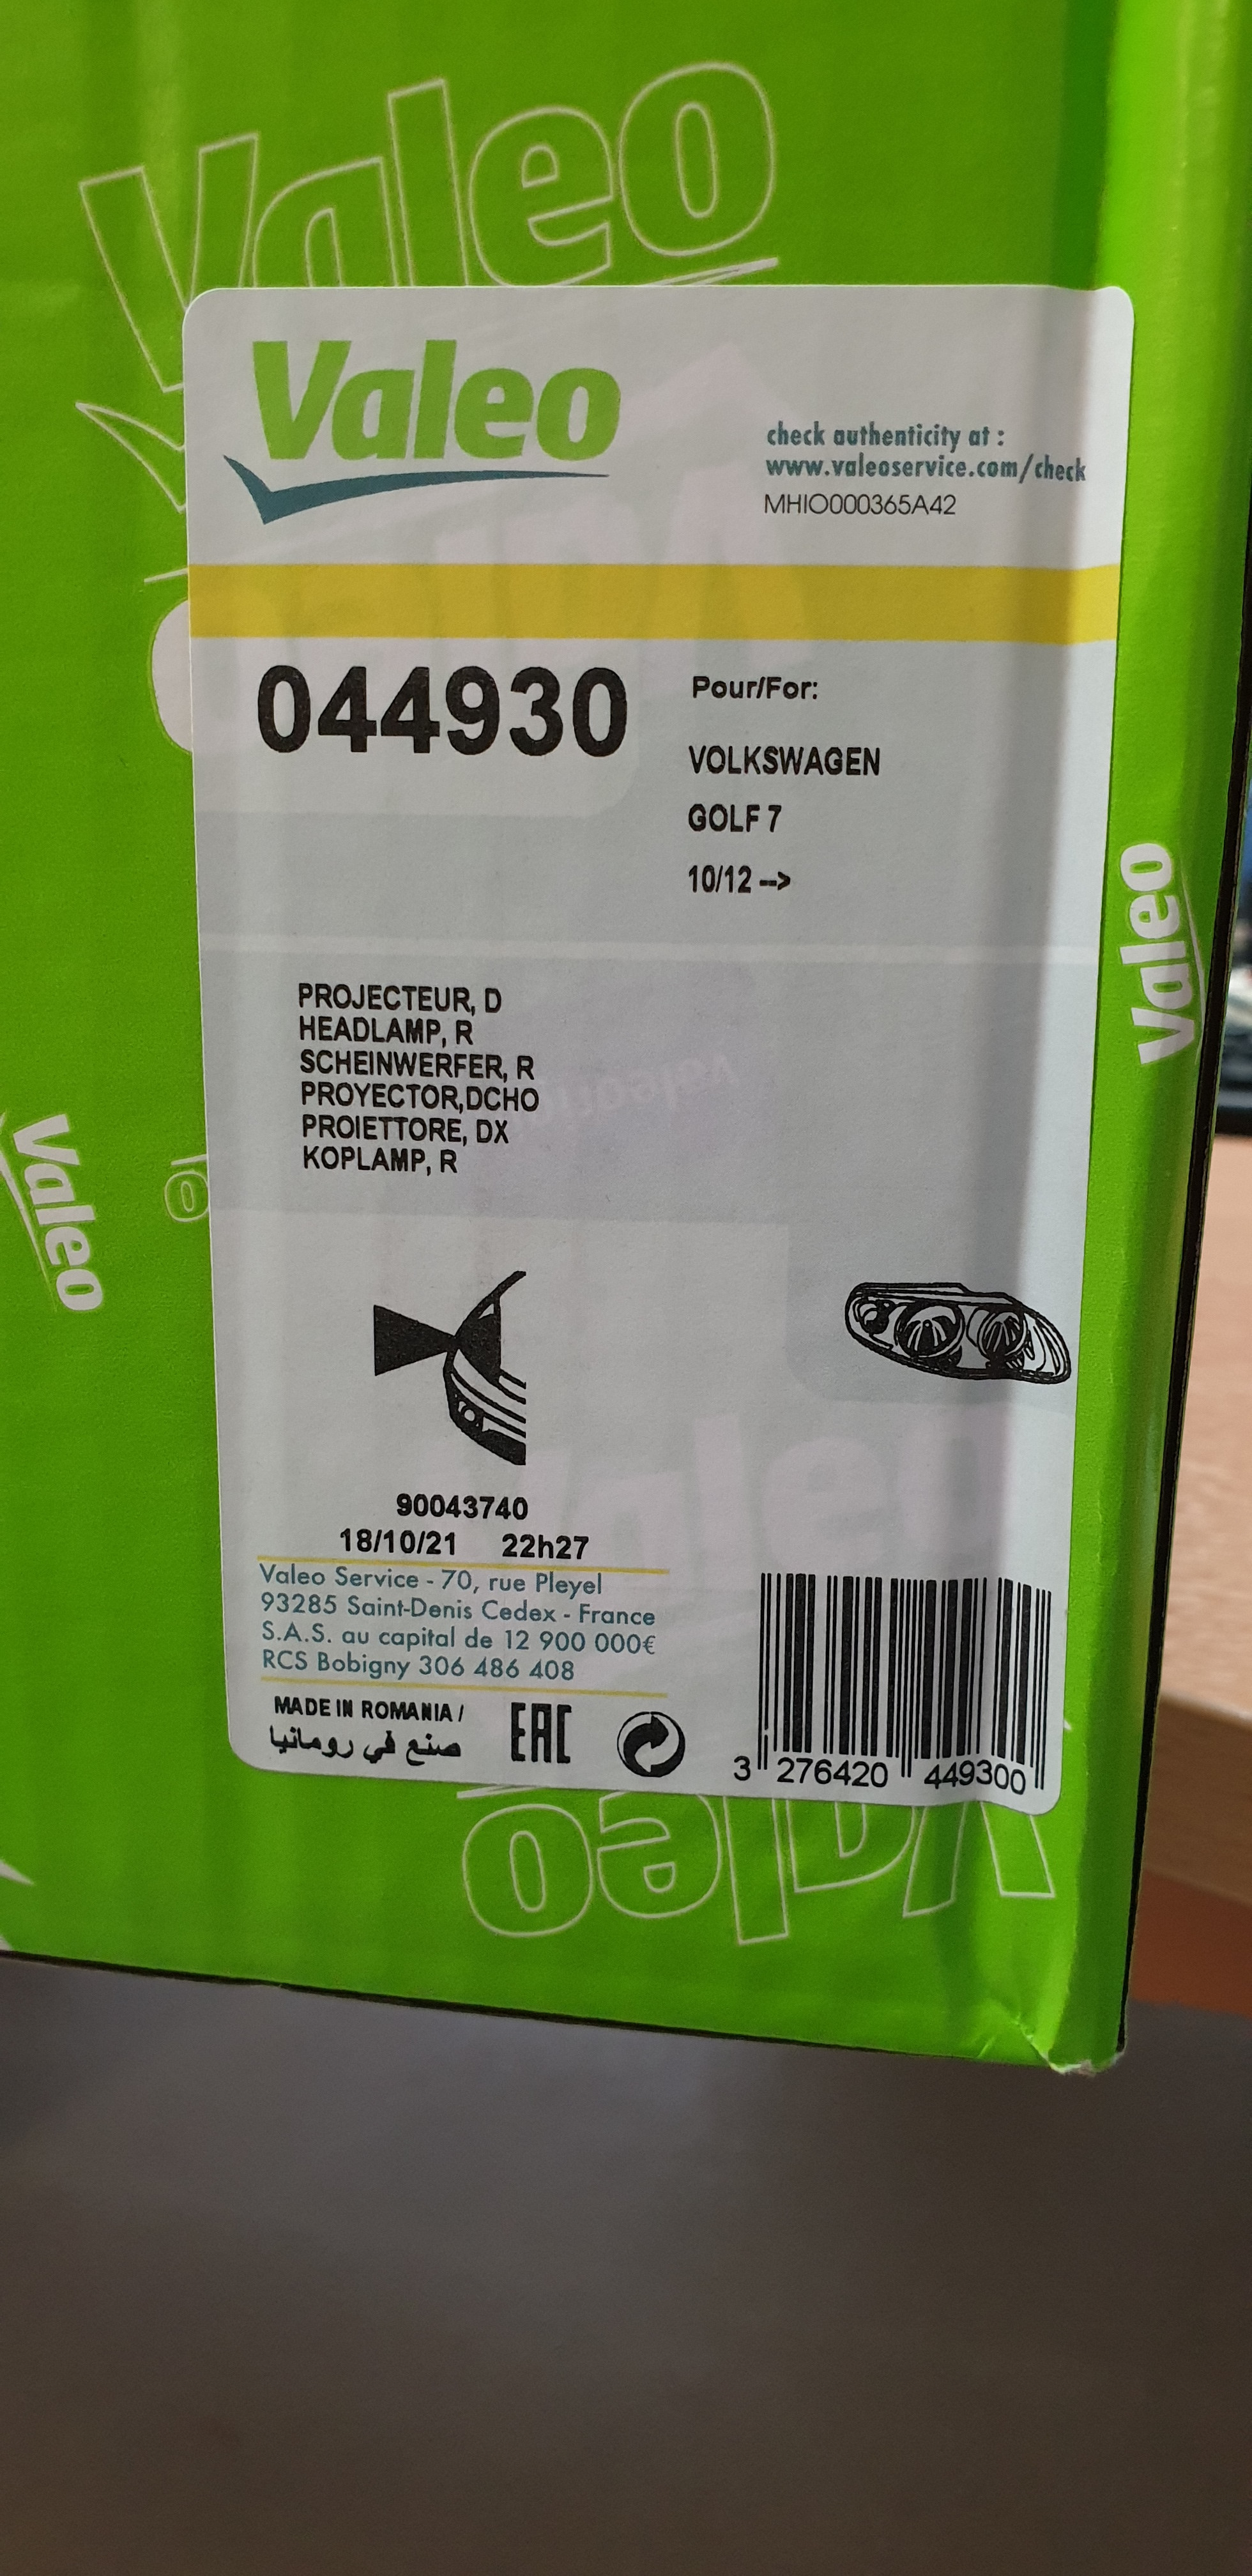 Valeo
Valeo
check authenticity at :
www.valeoservice.com/check
MHIO000365A42
044930
Pour/For:
VOLKSWAGEN
GOLF 7
10/12 -->
PROJECTEUR, D
HEADLAMP, R
SCHEINWERFER, R
PROYECTOR,DCHO
PROIETTORE, DX
KOPLAMP, R
Valeo
Valeo
90043740
18/10/21 22h27
Valeo Service - 70, rue Pleyel
93285 Saint-Denis Cedex - France
S.A.S. au capital de 12 900 000€
RCS Bobigny 306 486 408
MADE IN ROMANIA /
صنع في رومانيا
EAC
3 276420 449300
Valeo